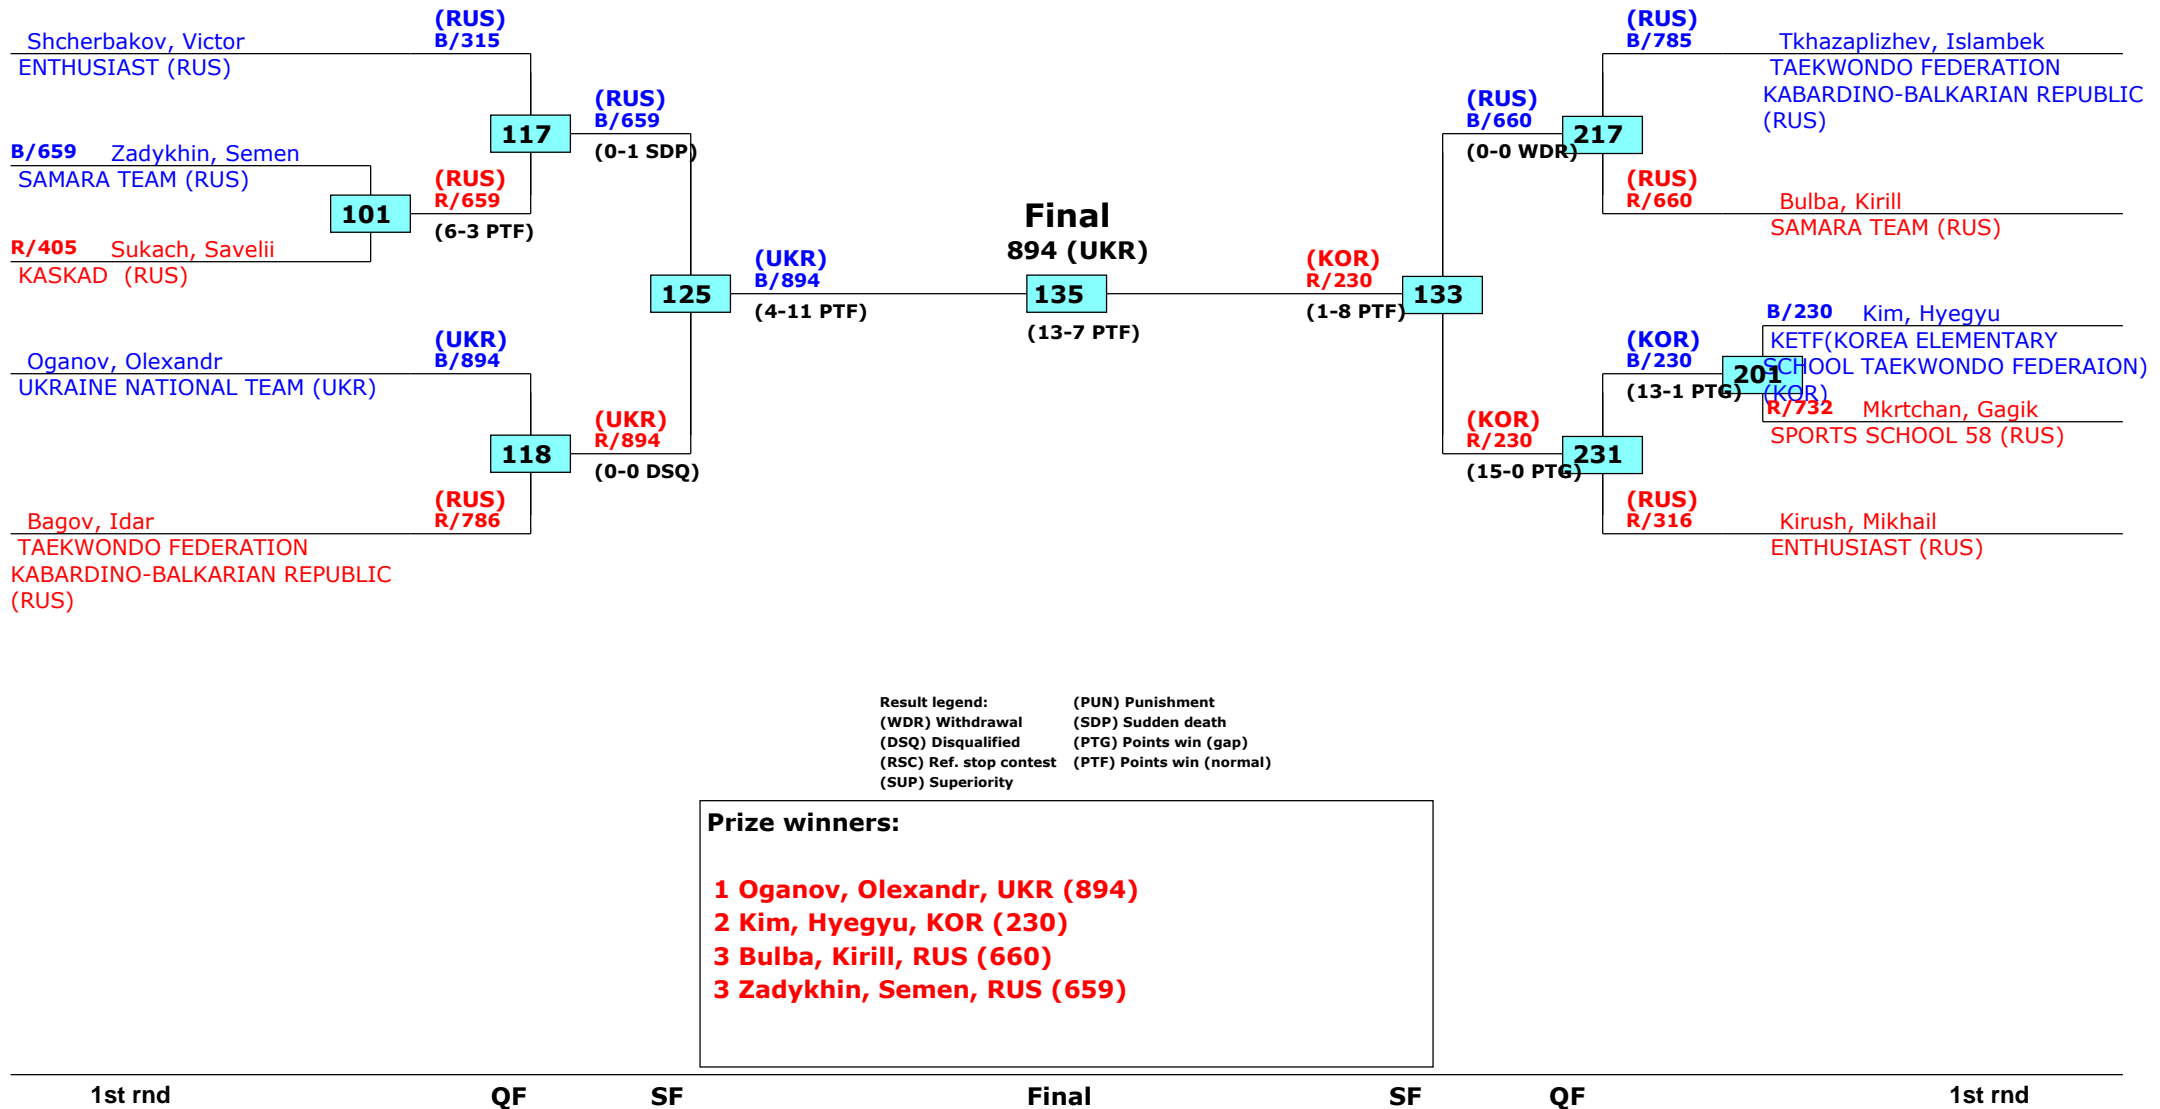 (RUS)
B/315
Shcherbakov, Victor
ENTHUSIAST (RUS)
117
(RUS)
B/659
(0-1 SDP)
B/659 Zadykhin, Semen
SAMARA TEAM (RUS)
101
(RUS)
R/659
(6-3 PTF)
R/405 Sukach, Savelii
KASKAD (RUS)
125
(UKR)
B/894
(4-11 PTF)
(UKR)
B/894
Oganov, Olexandr
UKRAINE NATIONAL TEAM (UKR)
118
(UKR)
R/894
(0-0 DSQ)
(RUS)
R/786
Bagov, Idar
TAEKWONDO FEDERATION
KABARDINO-BALKARIAN REPUBLIC
(RUS)
Final
894 (UKR)
135
(13-7 PTF)
(KOR)
R/230
(1-8 PTF)
133
(RUS)
B/660
(0-0 WDR)
217
(RUS)
B/785
Tkhazaplizhev, Islambek
TAEKWONDO FEDERATION
KABARDINO-BALKARIAN REPUBLIC
(RUS)
(RUS)
R/660
Bulba, Kirill
SAMARA TEAM (RUS)
B/230 Kim, Hyegyu
KETF(KOREA ELEMENTARY
SCHOOL TAEKWONDO FEDERAION)
(KOR)
(KOR)
B/230
(13-1 PTG)
201
R/732 Mkrtchan, Gagik
SPORTS SCHOOL 58 (RUS)
(KOR)
R/230
(15-0 PTG)
231
(RUS)
R/316
Kirush, Mikhail
ENTHUSIAST (RUS)
Result legend: (PUN) Punishment
(WDR) Withdrawal (SDP) Sudden death
(DSQ) Disqualified (PTG) Points win (gap)
(RSC) Ref. stop contest (PTF) Points win (normal)
(SUP) Superiority
Prize winners:
1 Oganov, Olexandr, UKR (894)
2 Kim, Hyegyu, KOR (230)
3 Bulba, Kirill, RUS (660)
3 Zadykhin, Semen, RUS (659)
1st rnd QF SF Final SF QF 1st rnd